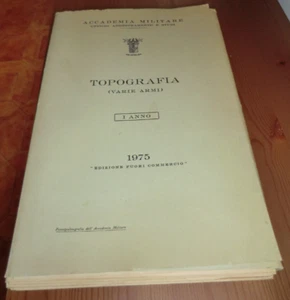 ACCADEMIA MILITARE
TOPOGRAFIA
(VARIE ARMI)
I ANNO
1975
"EDIZIONE FUORI COMMERCIO"